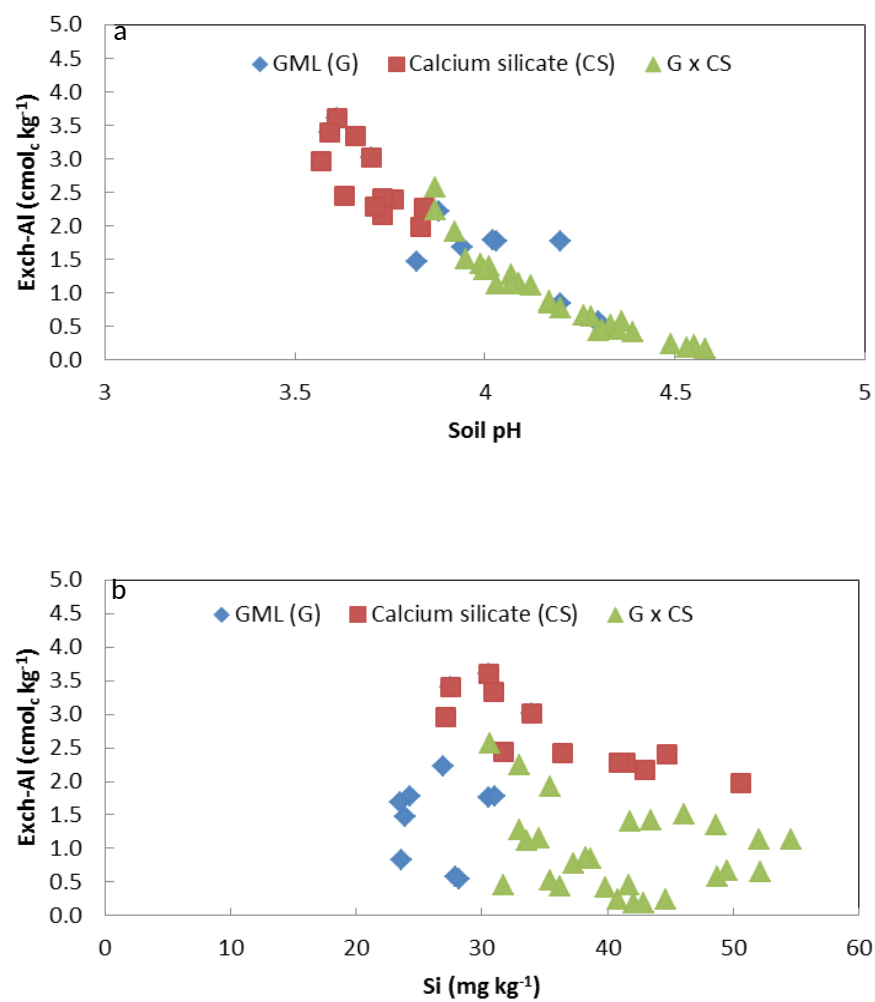 a
GML (G) Calcium silicate (CS) G x CS
Exch-Al (cmolc kg-1)
5.0
4.5
4.0
3.5
3.0
2.5
2.0
1.5
1.0
0.5
0.0
3 3.5 4 4.5 5
Soil pH
b
GML (G) Calcium silicate (CS) G x CS
Exch-Al (cmolc kg-1)
5.0
4.5
4.0
3.5
3.0
2.5
2.0
1.5
1.0
0.5
0.0
0 10 20 30 40 50 60
Si (mg kg-1)